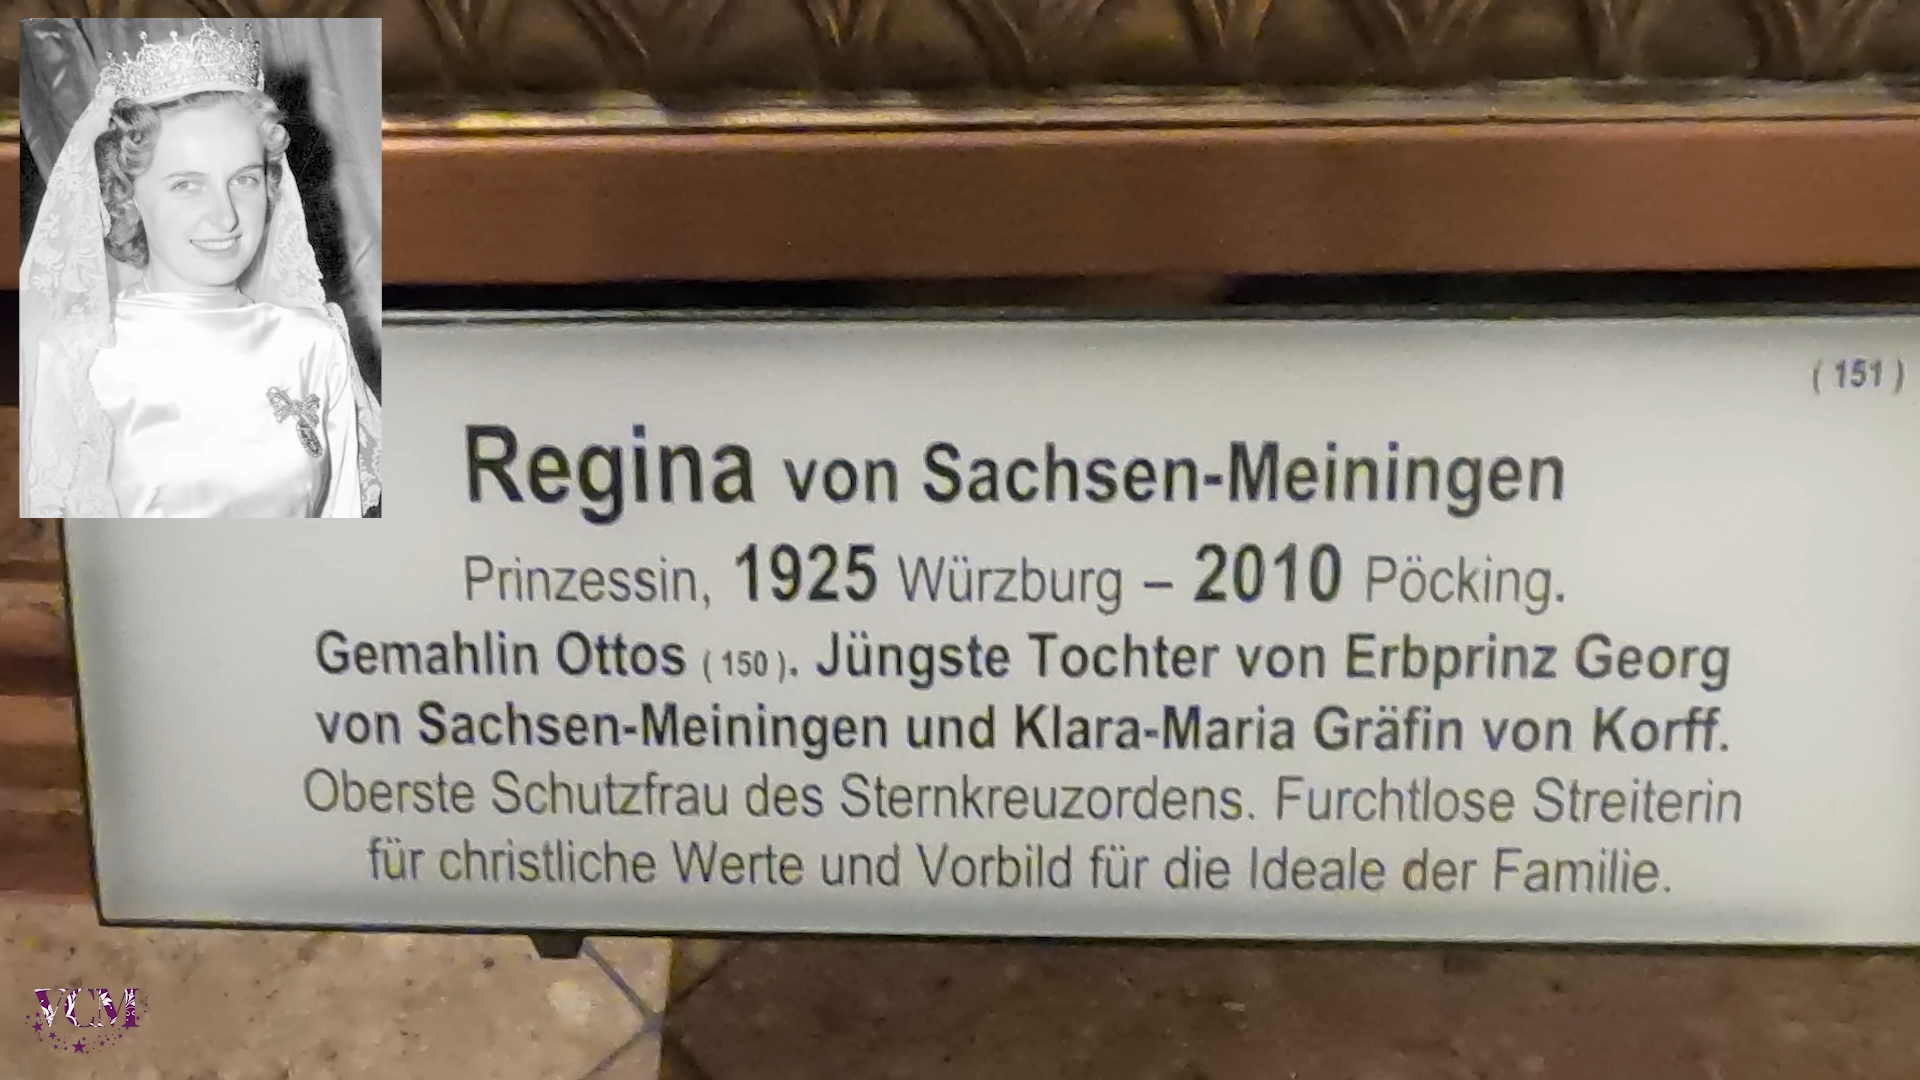 ( 151 )
Regina von Sachsen-Meiningen
Prinzessin, 1925 Würzburg – 2010 Pöcking.
Gemahlin Ottos ( 150 ). Jüngste Tochter von Erbprinz Georg
von Sachsen-Meiningen und Klara-Maria Gräfin von Korff.
Oberste Schutzfrau des Sternkreuzordens. Furchtlose Streiterin
für christliche Werte und Vorbild für die Ideale der Familie.
VCM